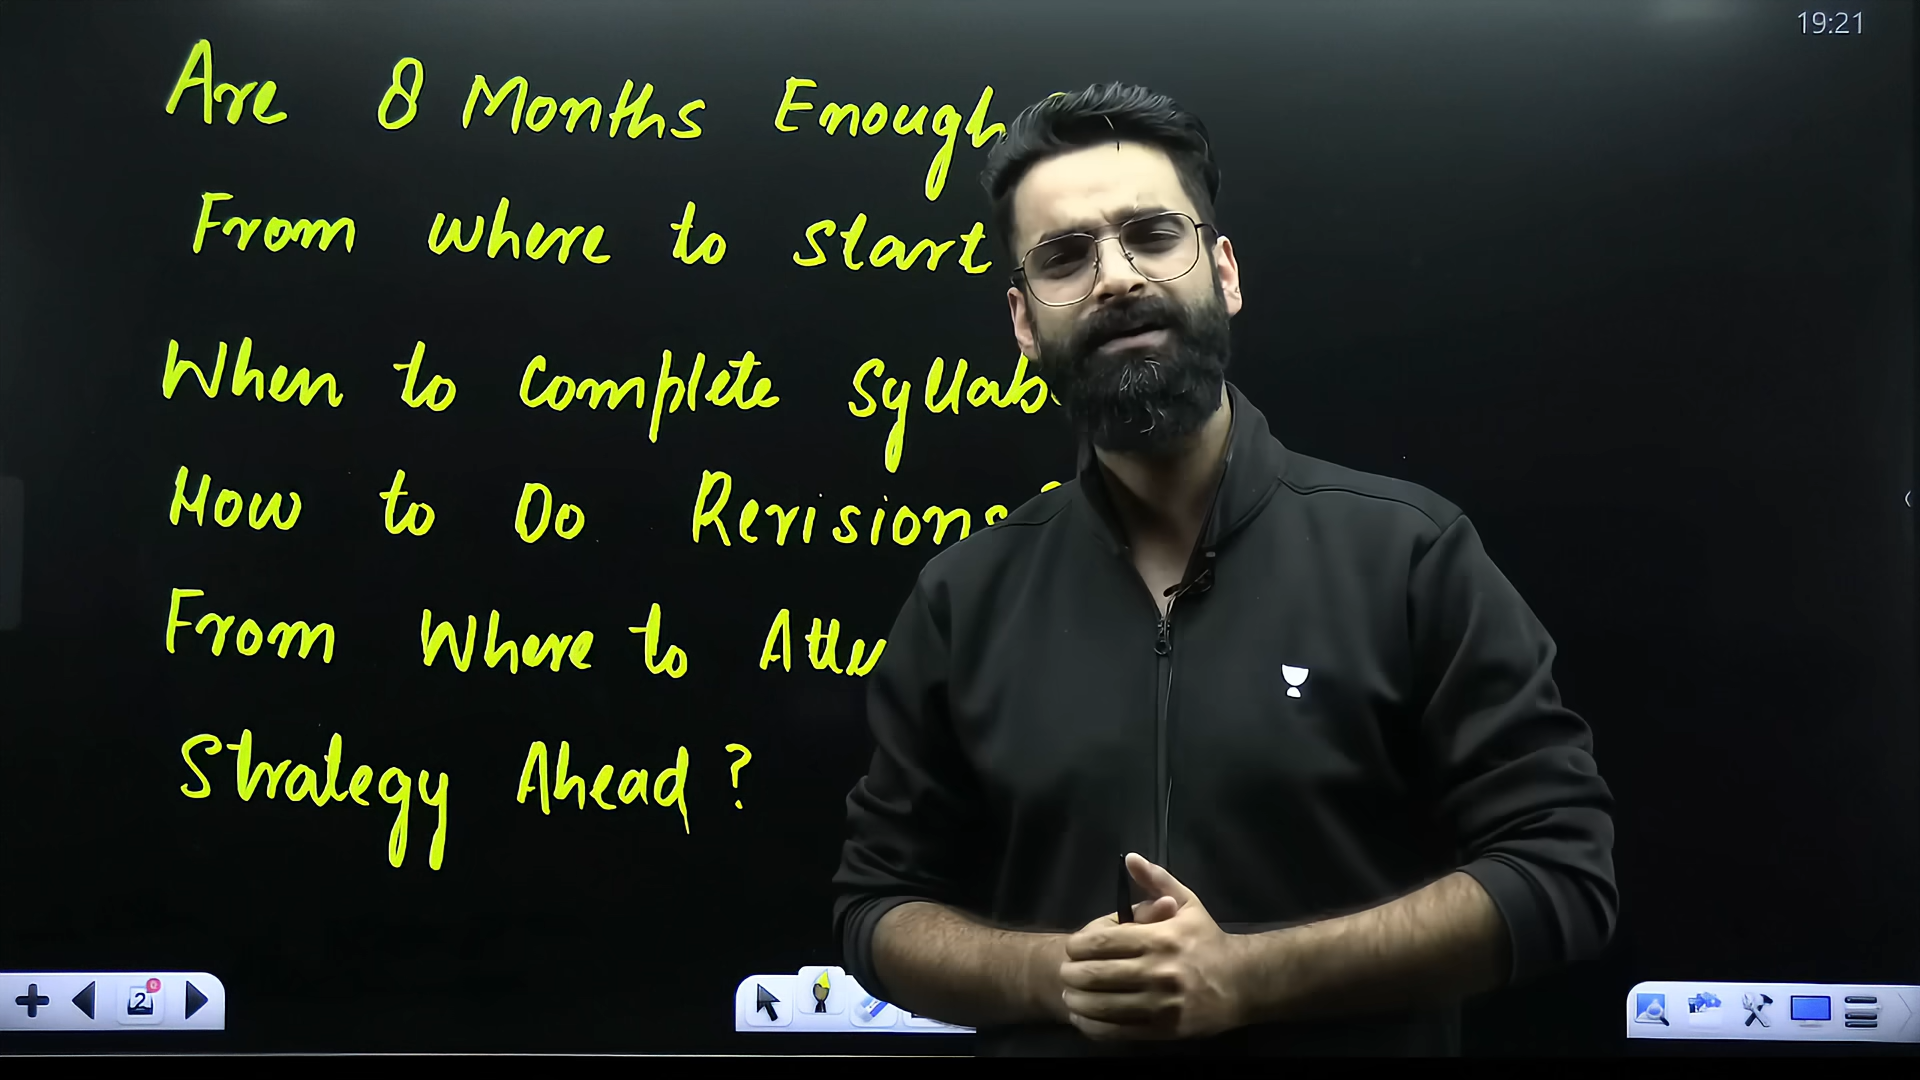 19:21
Are 8 Months Enough
From where to start
When to complete
How to Do Revisions
From Where to
Strategy Ahead?
2